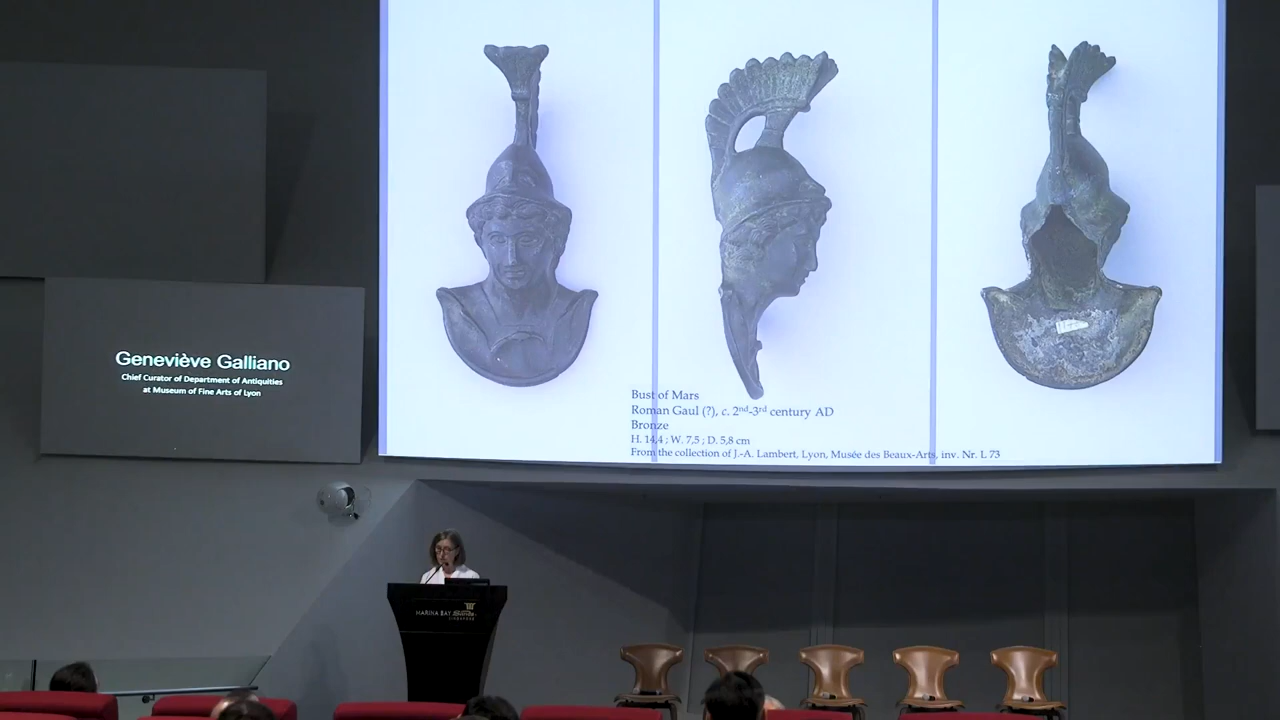 Geneviève Galliano
Chief Curator of Department of Antiquities
at Museum of Fine Arts of Lyon
Bust of Mars
Roman Gaul (?), c. 2nd-3rd century AD
Bronze
H. 14,4 ; W. 7,5 ; D. 5,8 cm
From the collection of J.-A. Lambert, Lyon, Musée des Beaux-Arts, inv. Nr. L 73
MARINA BAY Sands
SINGAPORE